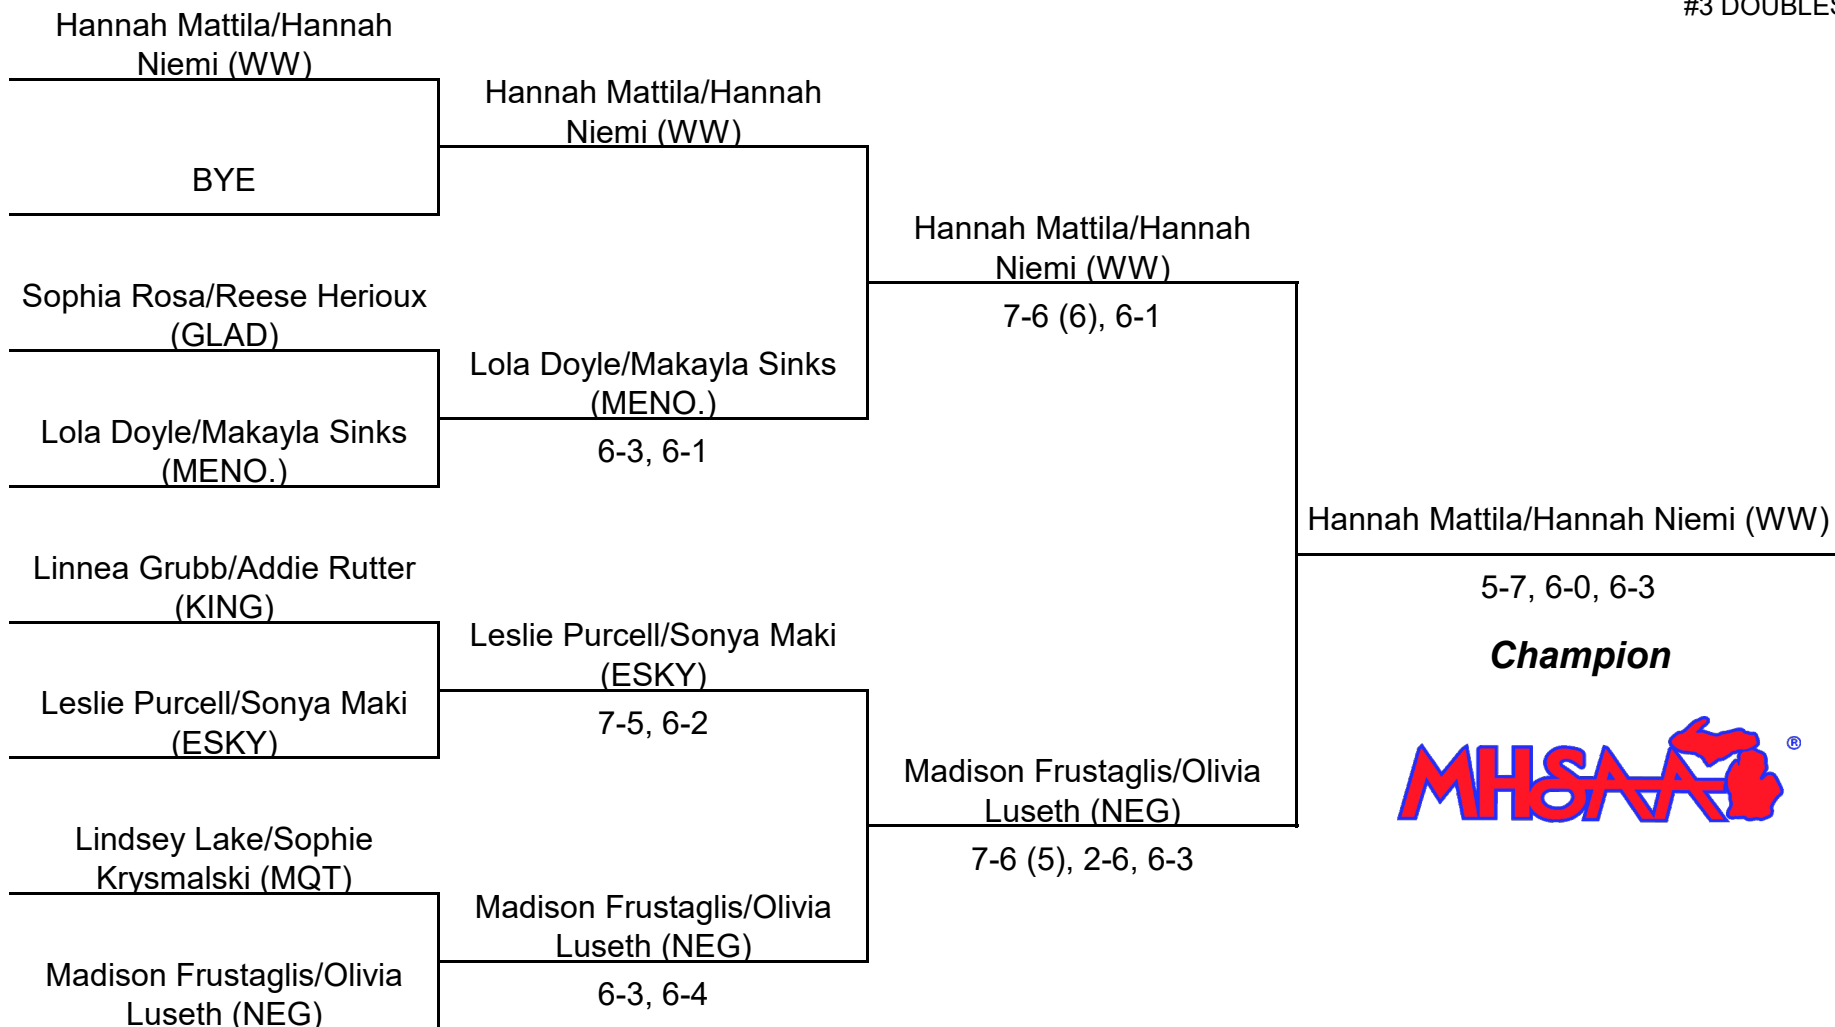 #3 DOUBLES
Hannah Mattila/Hannah
Niemi (WW)
BYE
Sophia Rosa/Reese Herioux
(GLAD)
Lola Doyle/Makayla Sinks
(MENO.)
Linnea Grubb/Addie Rutter
(KING)
Leslie Purcell/Sonya Maki
(ESKY)
Lindsey Lake/Sophie
Krysmalski (MQT)
Madison Frustaglis/Olivia
Luseth (NEG)
Hannah Mattila/Hannah
Niemi (WW)
Lola Doyle/Makayla Sinks
(MENO.)
6-3, 6-1
Leslie Purcell/Sonya Maki
(ESKY)
7-5, 6-2
Madison Frustaglis/Olivia
Luseth (NEG)
6-3, 6-4
Hannah Mattila/Hannah
Niemi (WW)
7-6 (6), 6-1
Madison Frustaglis/Olivia
Luseth (NEG)
7-6 (5), 2-6, 6-3
Hannah Mattila/Hannah Niemi (WW)
5-7, 6-0, 6-3
Champion
MHSAA®